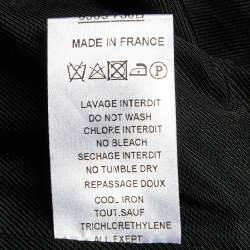 MADE IN FRANCE
P
LAVAGE INTERDIT
DO NOT WASH
CHLORE INTERDIT
NO BLEACH
SECHAGE INTERDIT
NO TUMBLE DRY
REPASSAGE DOUX
COOL IRON
TOUT.SAUF
TRICHLORETHYLENE
ALL EXEPT